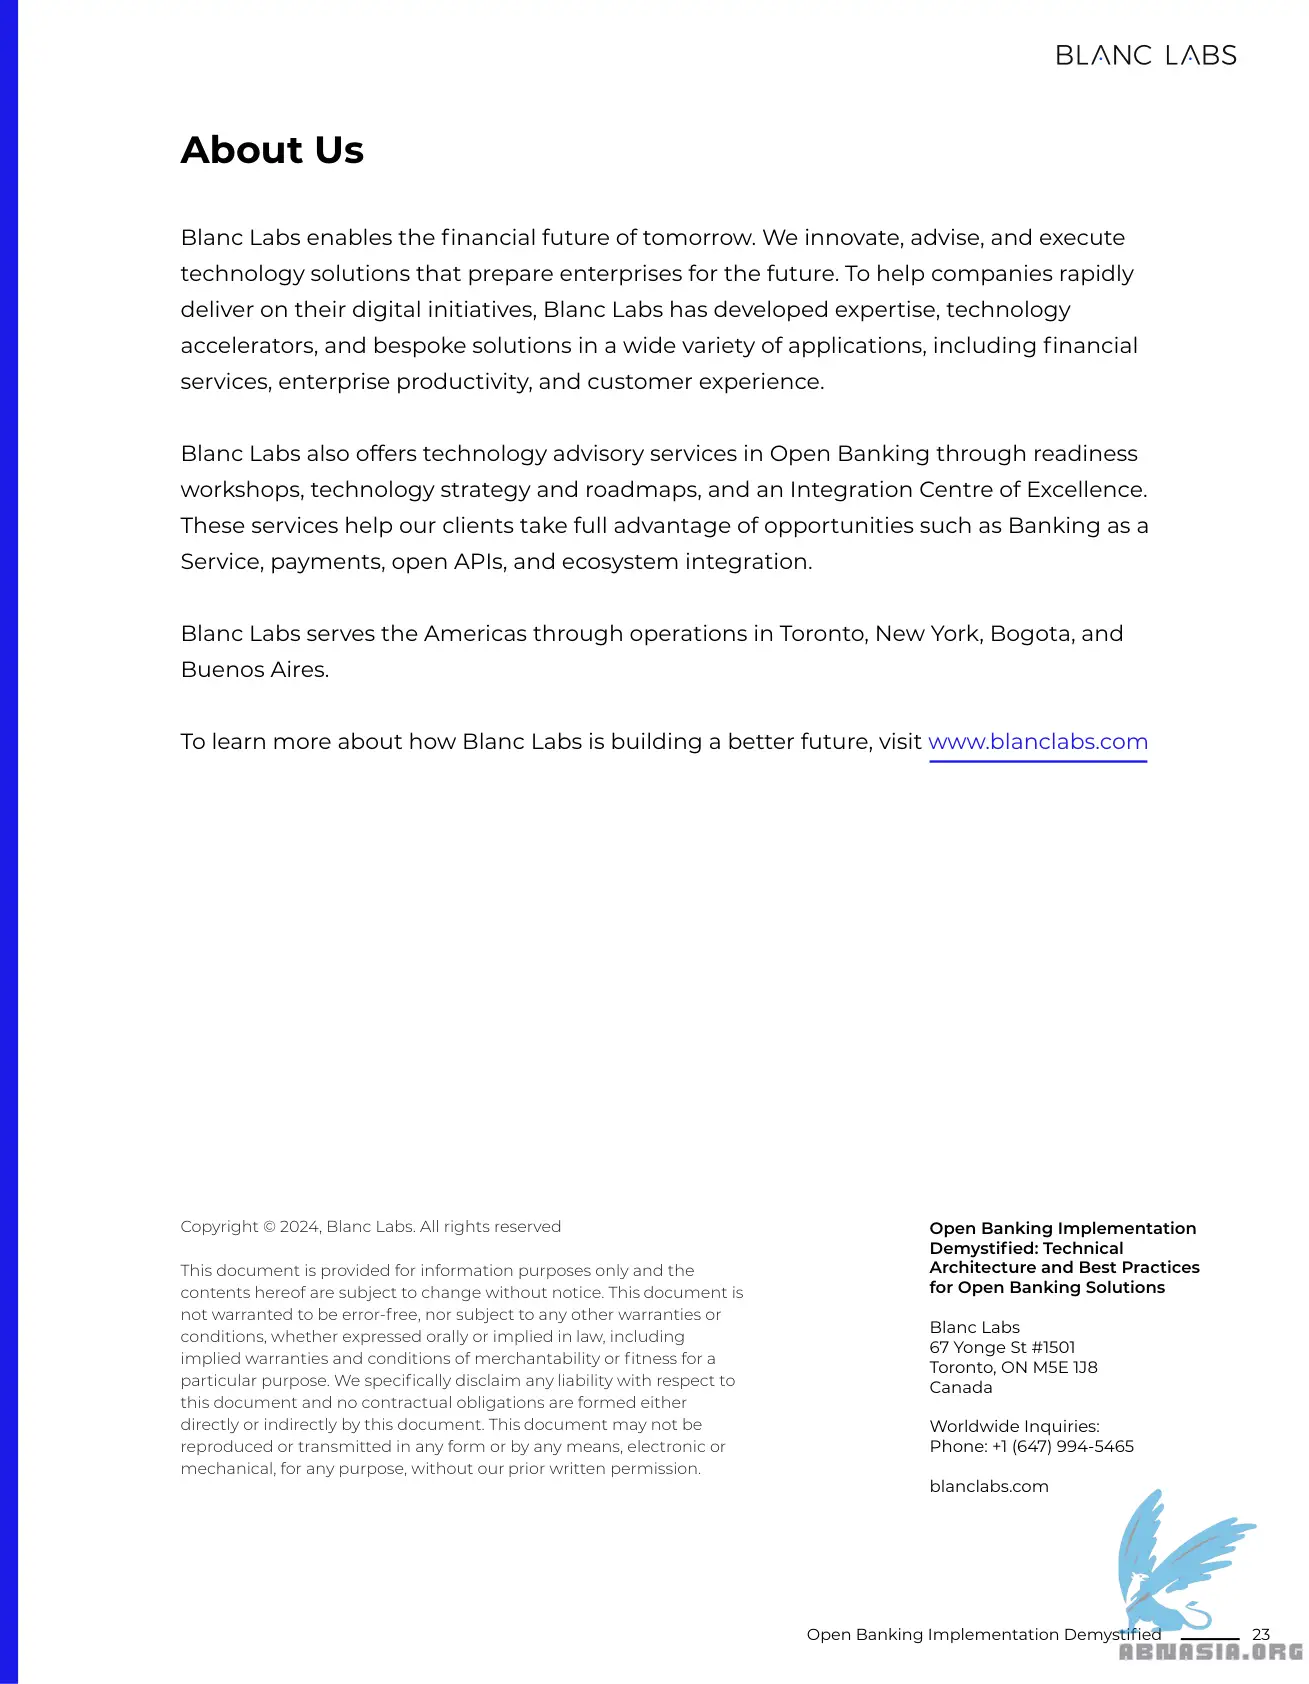 BLANC LABS
About Us
Blanc Labs enables the financial future of tomorrow. We innovate, advise, and execute
technology solutions that prepare enterprises for the future. To help companies rapidly
deliver on their digital initiatives, Blanc Labs has developed expertise, technology
accelerators, and bespoke solutions in a wide variety of applications, including financial
services, enterprise productivity, and customer experience.
Blanc Labs also offers technology advisory services in Open Banking through readiness
workshops, technology strategy and roadmaps, and an Integration Centre of Excellence.
These services help our clients take full advantage of opportunities such as Banking as a
Service, payments, open APIs, and ecosystem integration.
Blanc Labs serves the Americas through operations in Toronto, New York, Bogota, and
Buenos Aires.
To learn more about how Blanc Labs is building a better future, visit www.blanclabs.com
Copyright © 2024, Blanc Labs. All rights reserved
This document is provided for information purposes only and the
contents hereof are subject to change without notice. This document is
not warranted to be error-free, nor subject to any other warranties or
conditions, whether expressed orally or implied in law, including
implied warranties and conditions of merchantability or fitness for a
particular purpose. We specifically disclaim any liability with respect to
this document and no contractual obligations are formed either
directly or indirectly by this document. This document may not be
reproduced or transmitted in any form or by any means, electronic or
mechanical, for any purpose, without our prior written permission.
Open Banking Implementation
Demystified: Technical
Architecture and Best Practices
for Open Banking Solutions
Blanc Labs
67 Yonge St #1501
Toronto, ON M5E 1J8
Canada
Worldwide Inquiries:
Phone: +1 (647) 994-5465
blanclabs.com
Open Banking Implementation Demystified 23
ABNASIA.ORG